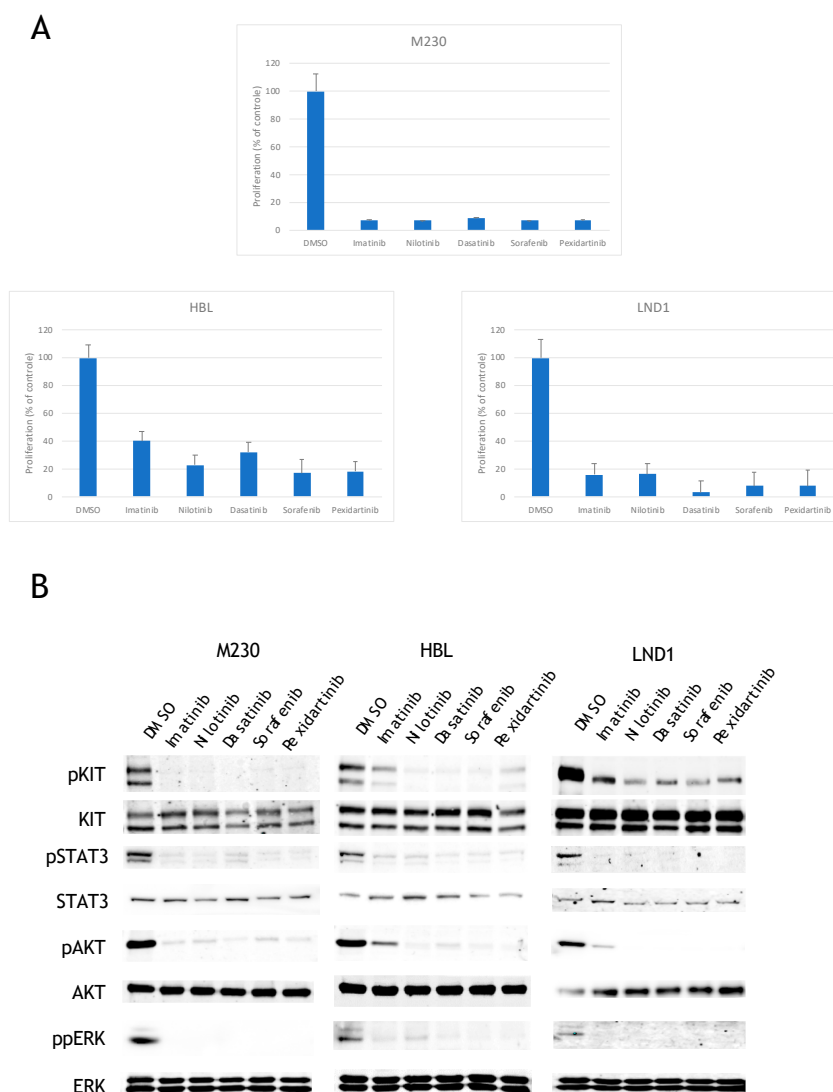 A
M230
Proliferation (% of controle)
120
100
80
60
40
20
0
DMSO Imatinib Nilotinib Dasatinib Sorafenib Pexidartinib
HBL
Proliferation (% of controle)
120
100
80
60
40
20
0
DMSO Imatinib Nilotinib Dasatinib Sorafenib Pexidartinib
LND1
Proliferation (% of controle)
120
100
80
60
40
20
0
DMSO Imatinib Nilotinib Dasatinib Sorafenib Pexidartinib
B
M230 HBL LND1
DMSO Imatinib Nilotinib Dasatinib Sorafenib Pexidartinib
DMSO Imatinib Nilotinib Dasatinib Sorafenib Pexidartinib
DMSO Imatinib Nilotinib Dasatinib Sorafenib Pexidartinib
pKIT
KIT
pSTAT3
STAT3
pAKT
AKT
ppERK
ERK